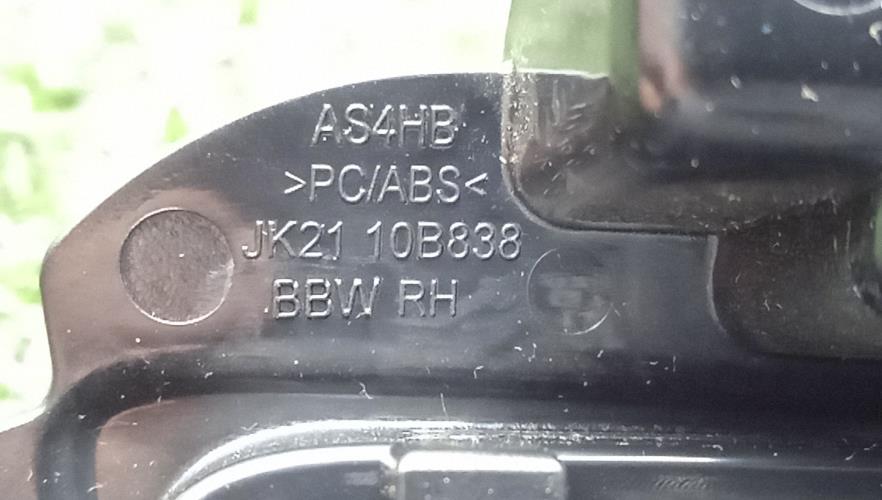 AS4HB
>PC/ABS<
JK21 10B838
BBW RH